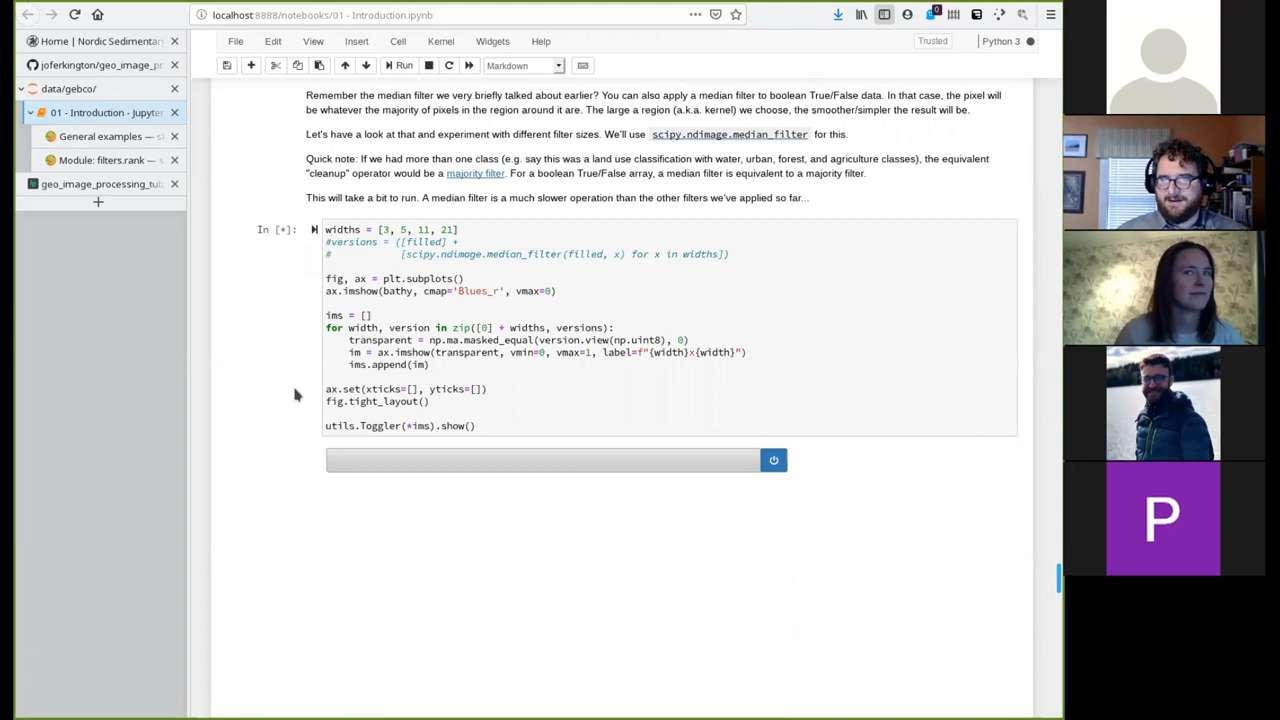 localhost:8888/notebooks/01 - Introduction.ipynb
Home | Nordic Sedimentar
joferkington/geo_image_pr
data/gebco/
01 - Introduction - Jupyter
General examples — s
Module: filters.rank — s
geo_image_processing_tuto
File Edit View Insert Cell Kernel Widgets Help
Trusted
Python 3
Run
Markdown
Remember the median filter we very briefly talked about earlier? You can also apply a median filter to boolean True/False data. In that case, the pixel will
be whatever the majority of pixels in the region around it are. The large a region (a.k.a. kernel) we choose, the smoother/simpler the result will be.
Let's have a look at that and experiment with different filter sizes. We'll use scipy.ndimage.median_filter for this.
Quick note: If we had more than one class (e.g. say this was a land use classification with water, urban, forest, and agriculture classes), the equivalent
"cleanup" operator would be a majority filter. For a boolean True/False array, a median filter is equivalent to a majority filter.
This will take a bit to run. A median filter is a much slower operation than the other filters we've applied so far...
In [*]:
widths = [3, 5, 11, 21]
#versions = ([filled] +
# [scipy.ndimage.median_filter(filled, x) for x in widths])
fig, ax = plt.subplots()
ax.imshow(bathy, cmap='Blues_r', vmax=0)
ims = []
for width, version in zip([0] + widths, versions):
transparent = np.ma.masked_equal(version.view(np.uint8), 0)
im = ax.imshow(transparent, vmin=0, vmax=1, label=f"{width}x{width}")
ims.append(im)
ax.set(xticks=[], yticks=[])
fig.tight_layout()
utils.Toggler(*ims).show()
P